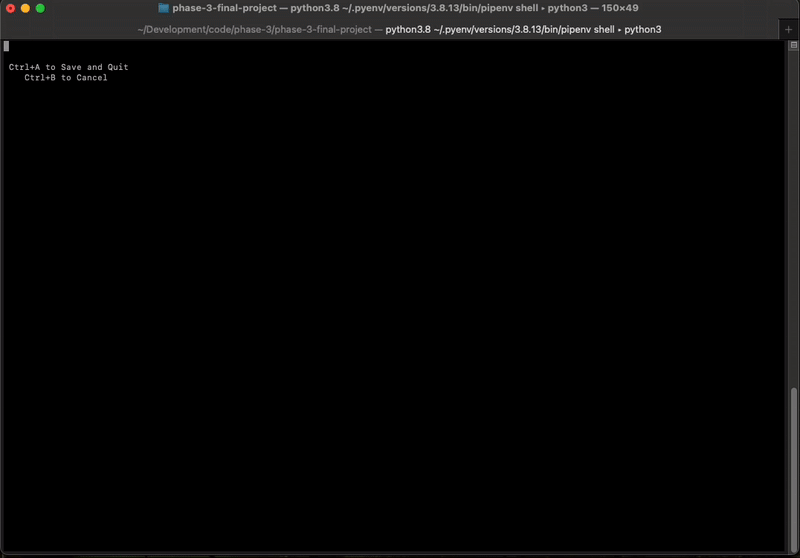 phase-3-final-project — python3.8 ~/.pyenv/versions/3.8.13/bin/pipenv shell ▸ python3 — 150×49
~/Development/code/phase-3/phase-3-final-project — python3.8 ~/.pyenv/versions/3.8.13/bin/pipenv shell ▸ python3
Ctrl+A to Save and Quit
Ctrl+B to Cancel